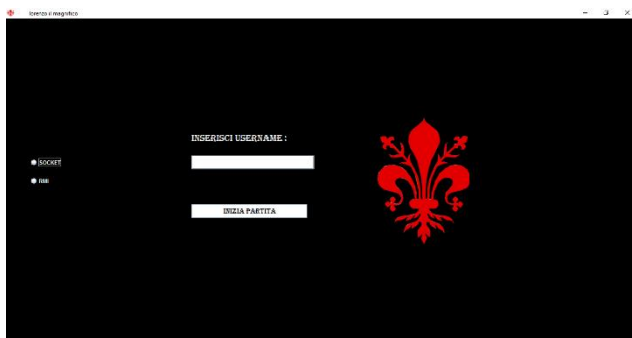 lorenzo il magnifico
INSERISCI USERNAME :
SOCKET
RMI
INIZIA PARTITA